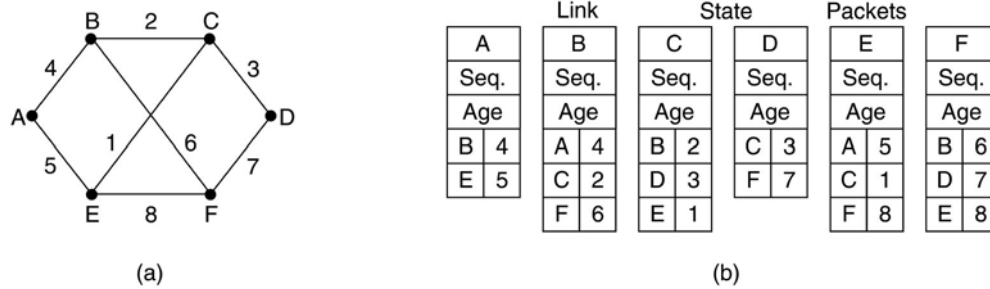 B 2 C
4 3
A D
5 1 6 7
E 8 F
(a)
Link State Packets
A B C D E F
Seq. Seq. Seq. Seq. Seq. Seq.
Age Age Age Age Age Age
B 4 A 4 B 2 C 3 A 5 B 6
E 5 C 2 D 3 F 7 C 1 D 7
F 6 E 1 F 8 E 8
(b)